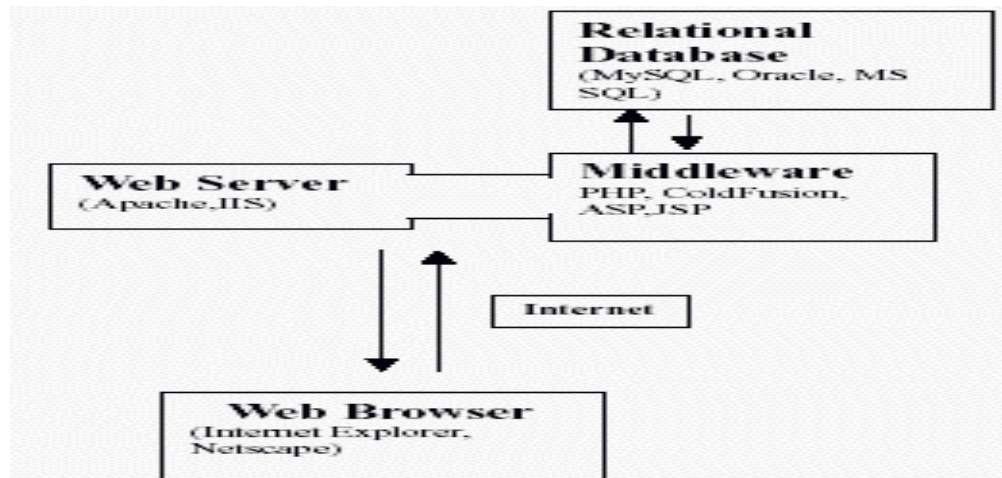 Relational
Database
(MySQL, Oracle, MS
SQL)
Web Server
(Apache,IIS)
Middleware
PHP, ColdFusion,
ASP,JSP
Internet
Web Browser
(Internet Explorer,
Netscape)